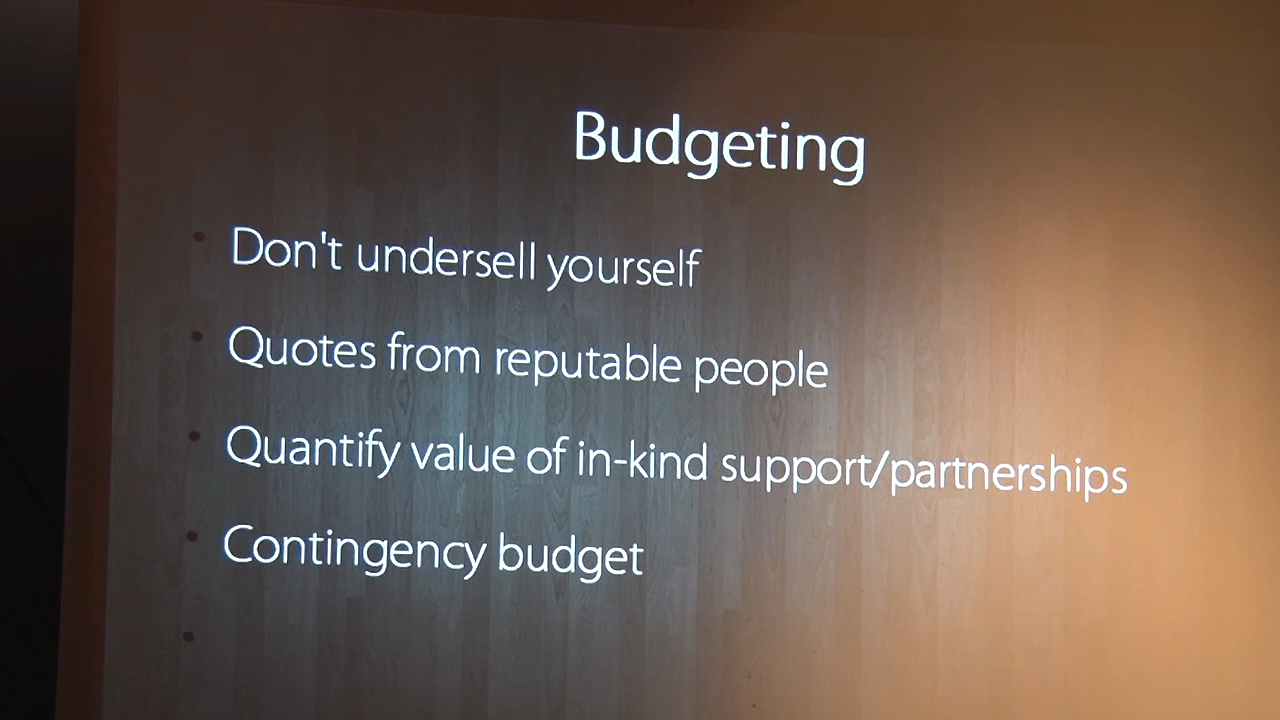 Budgeting
Don't undersell yourself
Quotes from reputable people
Quantify value of in-kind support/partnerships
Contingency budget